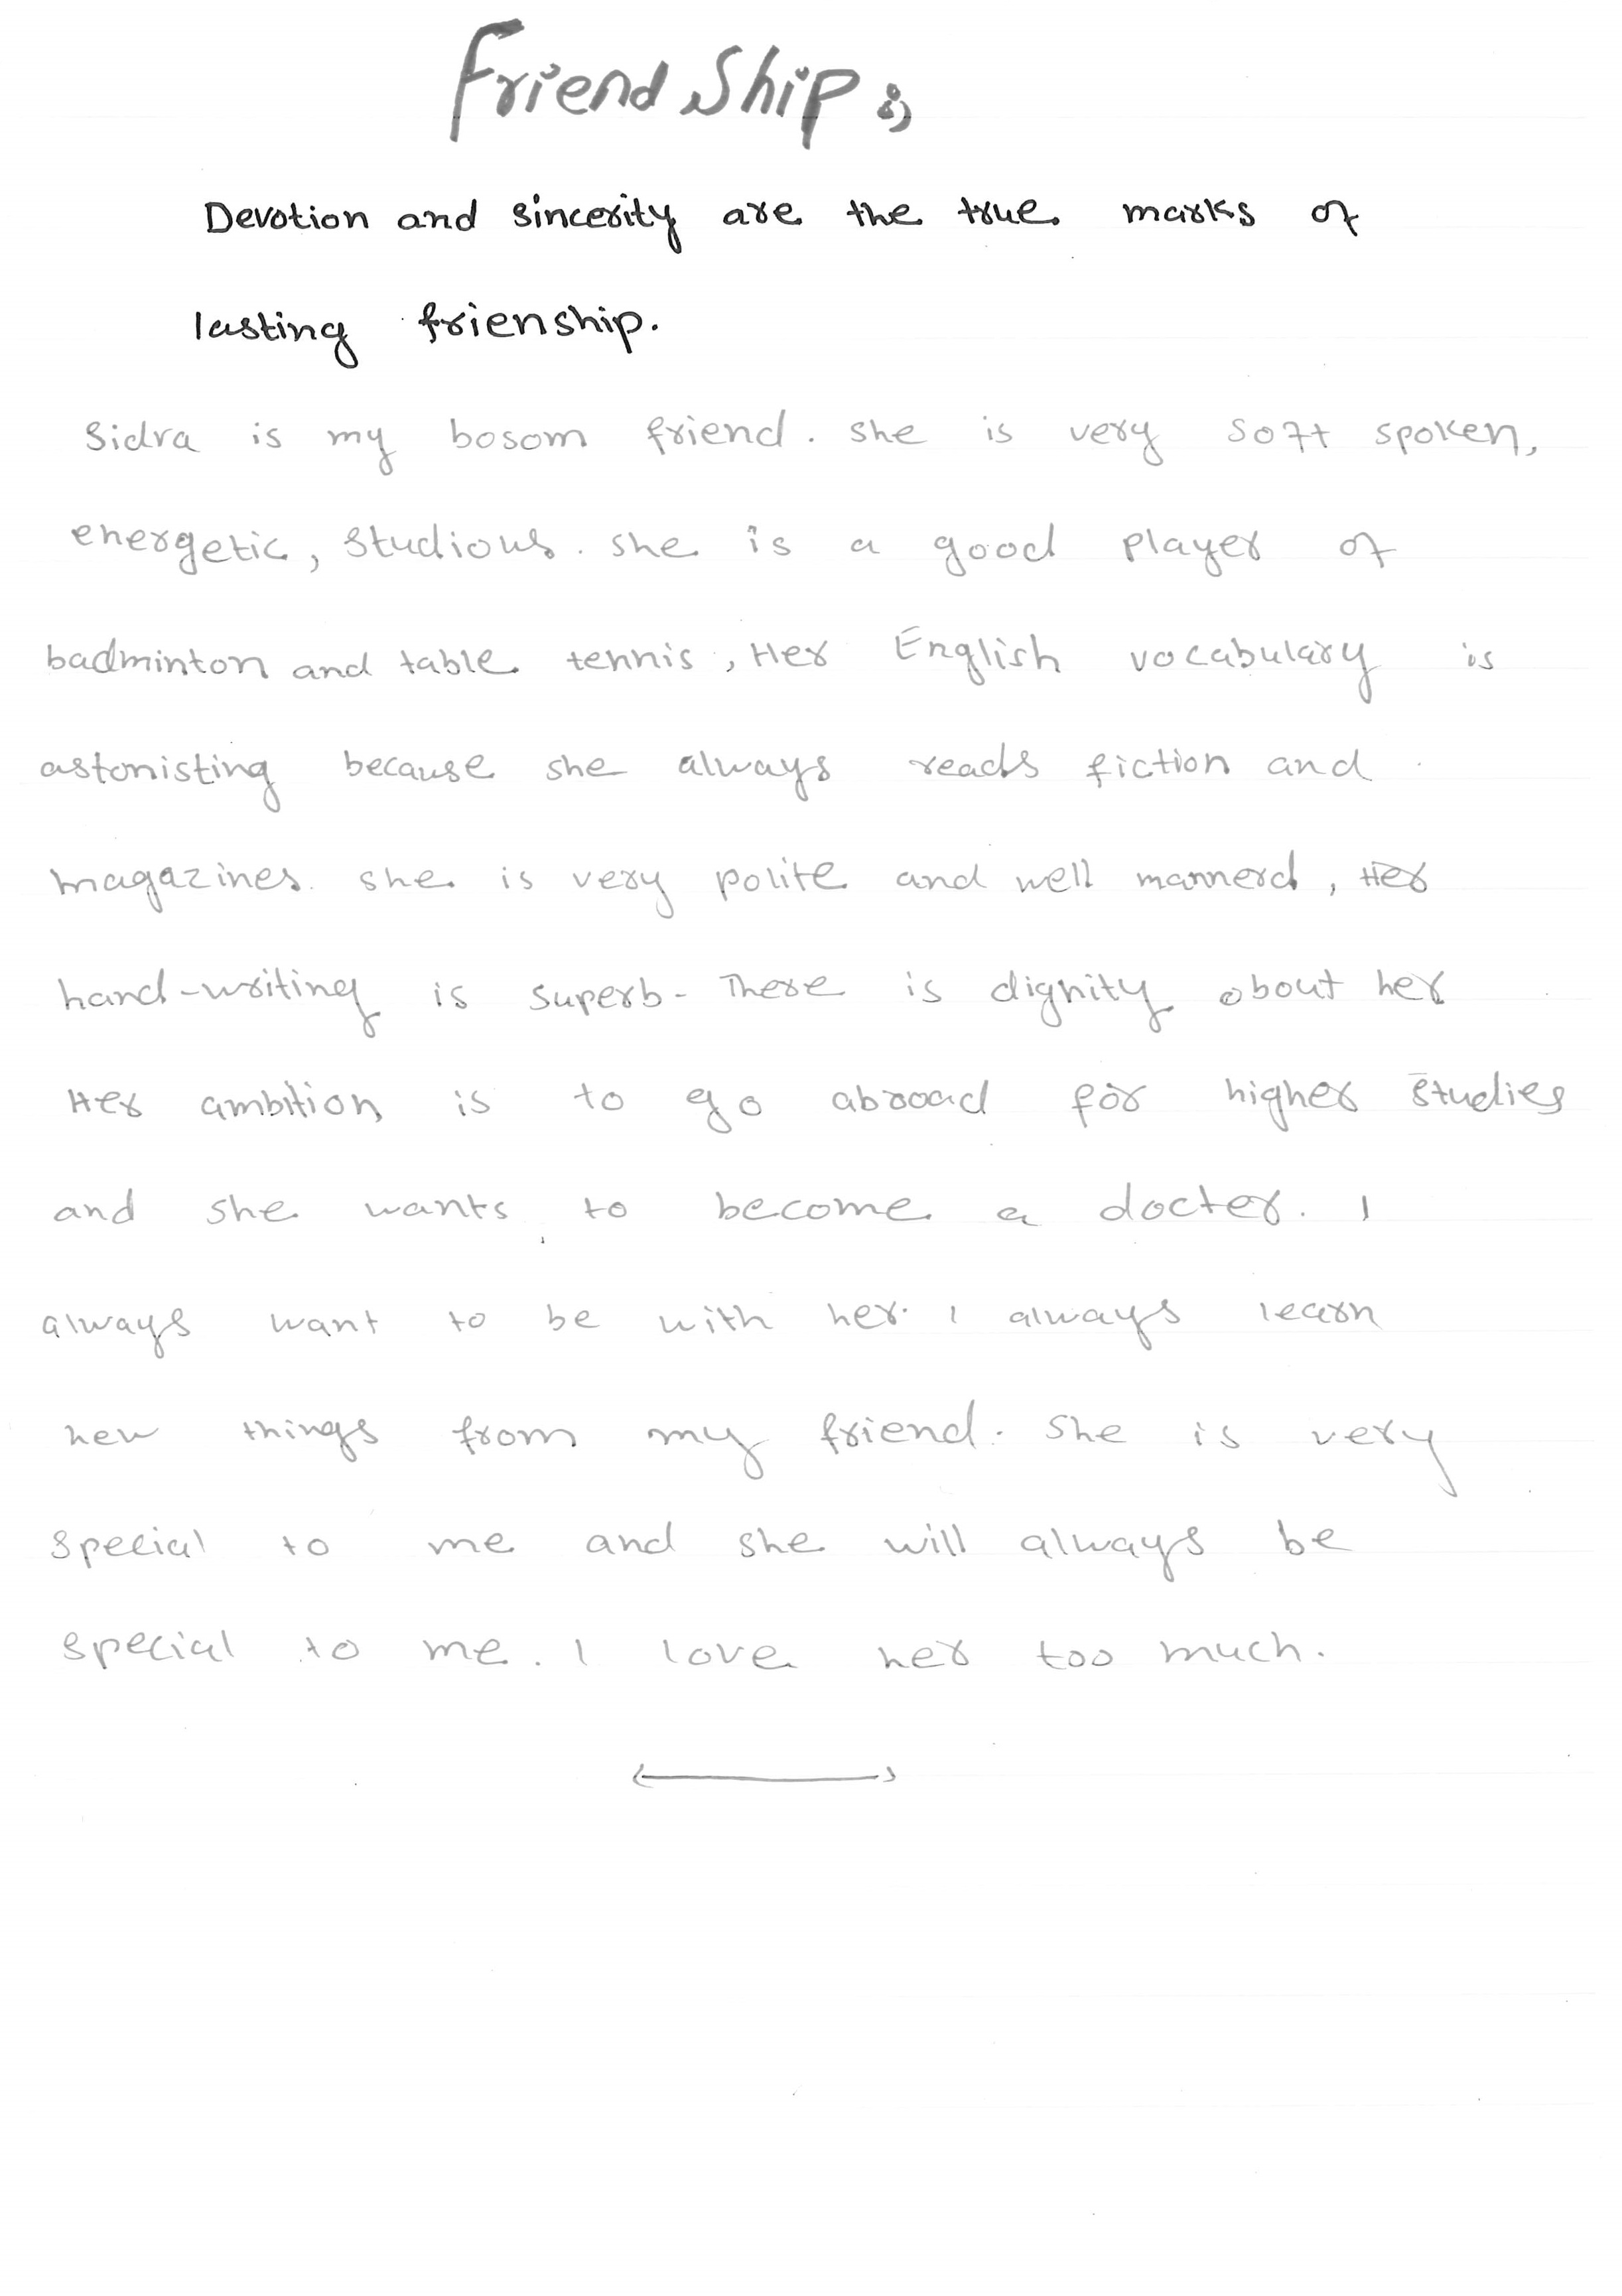 Friend Ship :,
Devotion and sincerity are the true marks of
lasting frienship.
Sidra is my bosom friend. she is very soft spoken,
energetic, studious. she is a good player of
badminton and table tennis, Her English vocabulary is
astonisting because she always reads fiction and
magazines. she is very polite and well mannerd, Her
hand-writing is superb- There is dignity about her
Her ambition is to go abroad for higher studies
and she wants to become a docter. I
always want to be with her. I always learn
new things from my friend. She is very
special to me and she will always be
special to me. I love her too much.